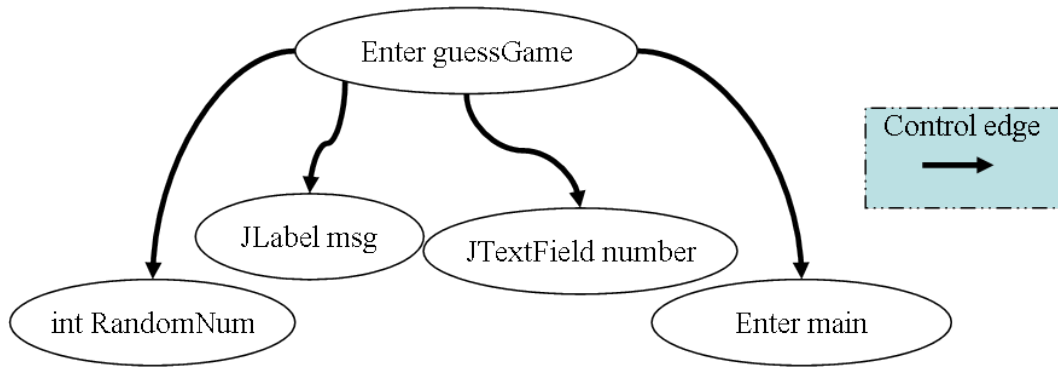 Enter guessGame
Control edge
JLabel msg
JTextField number
int RandomNum
Enter main